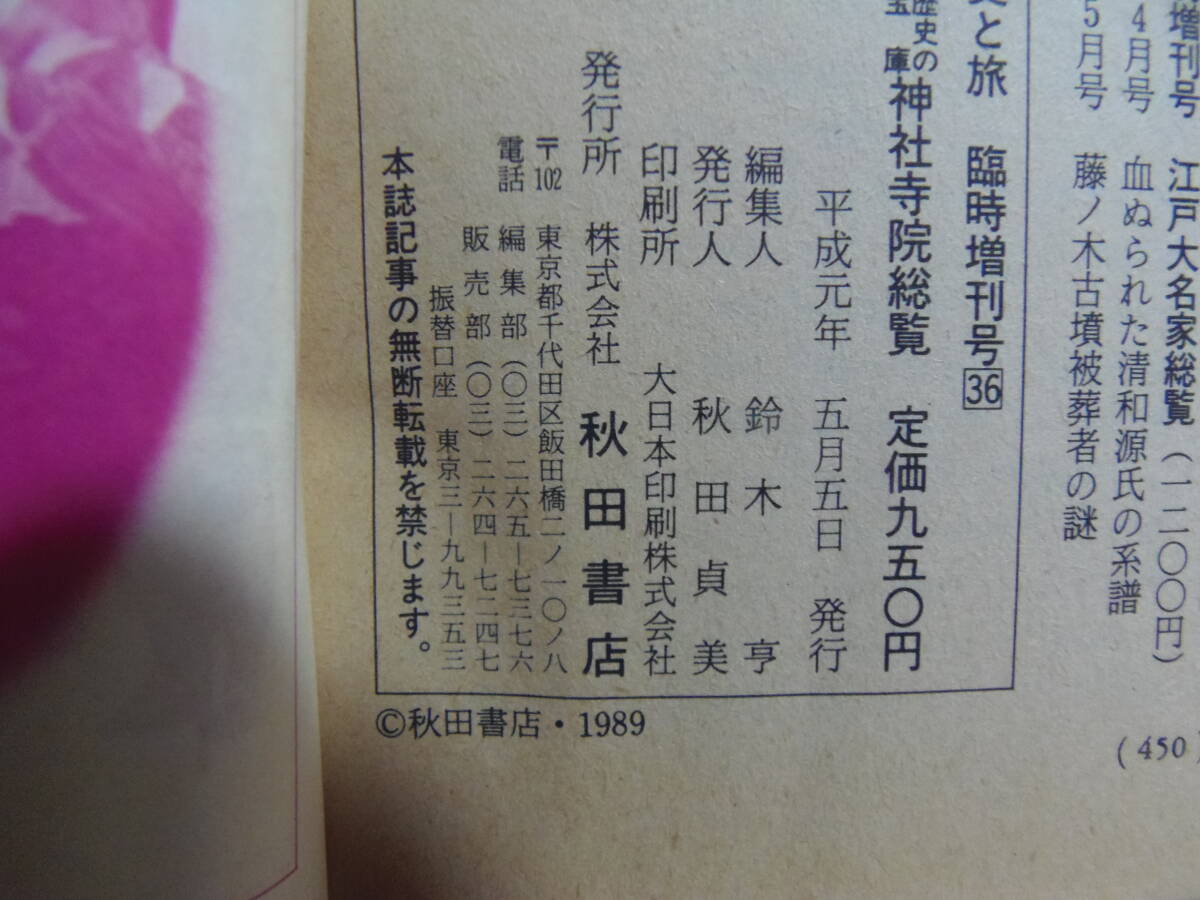 増刊号 江戸大名家総覧(一二〇〇円)
4月号 血ぬられた清和源氏の系譜
5月号 藤ノ木古墳被葬者の謎
と旅 臨時増刊号36
歴史の
庫
神社寺院総覧 定価九五〇円
平成元年 五月五日 発行
編集人 鈴木 亨
発行人 秋田貞美
印刷所 大日本印刷株式会社
発行所 株式会社 秋田書店
〒102 東京都千代田区飯田橋二ノ一〇ノ八
電話 編集部(〇三)二六五―七三七六
販売部(〇三)二六四―七二四七
振替口座 東京三―九九三五三
本誌記事の無断転載を禁じます。
©秋田書店・1989
(450)